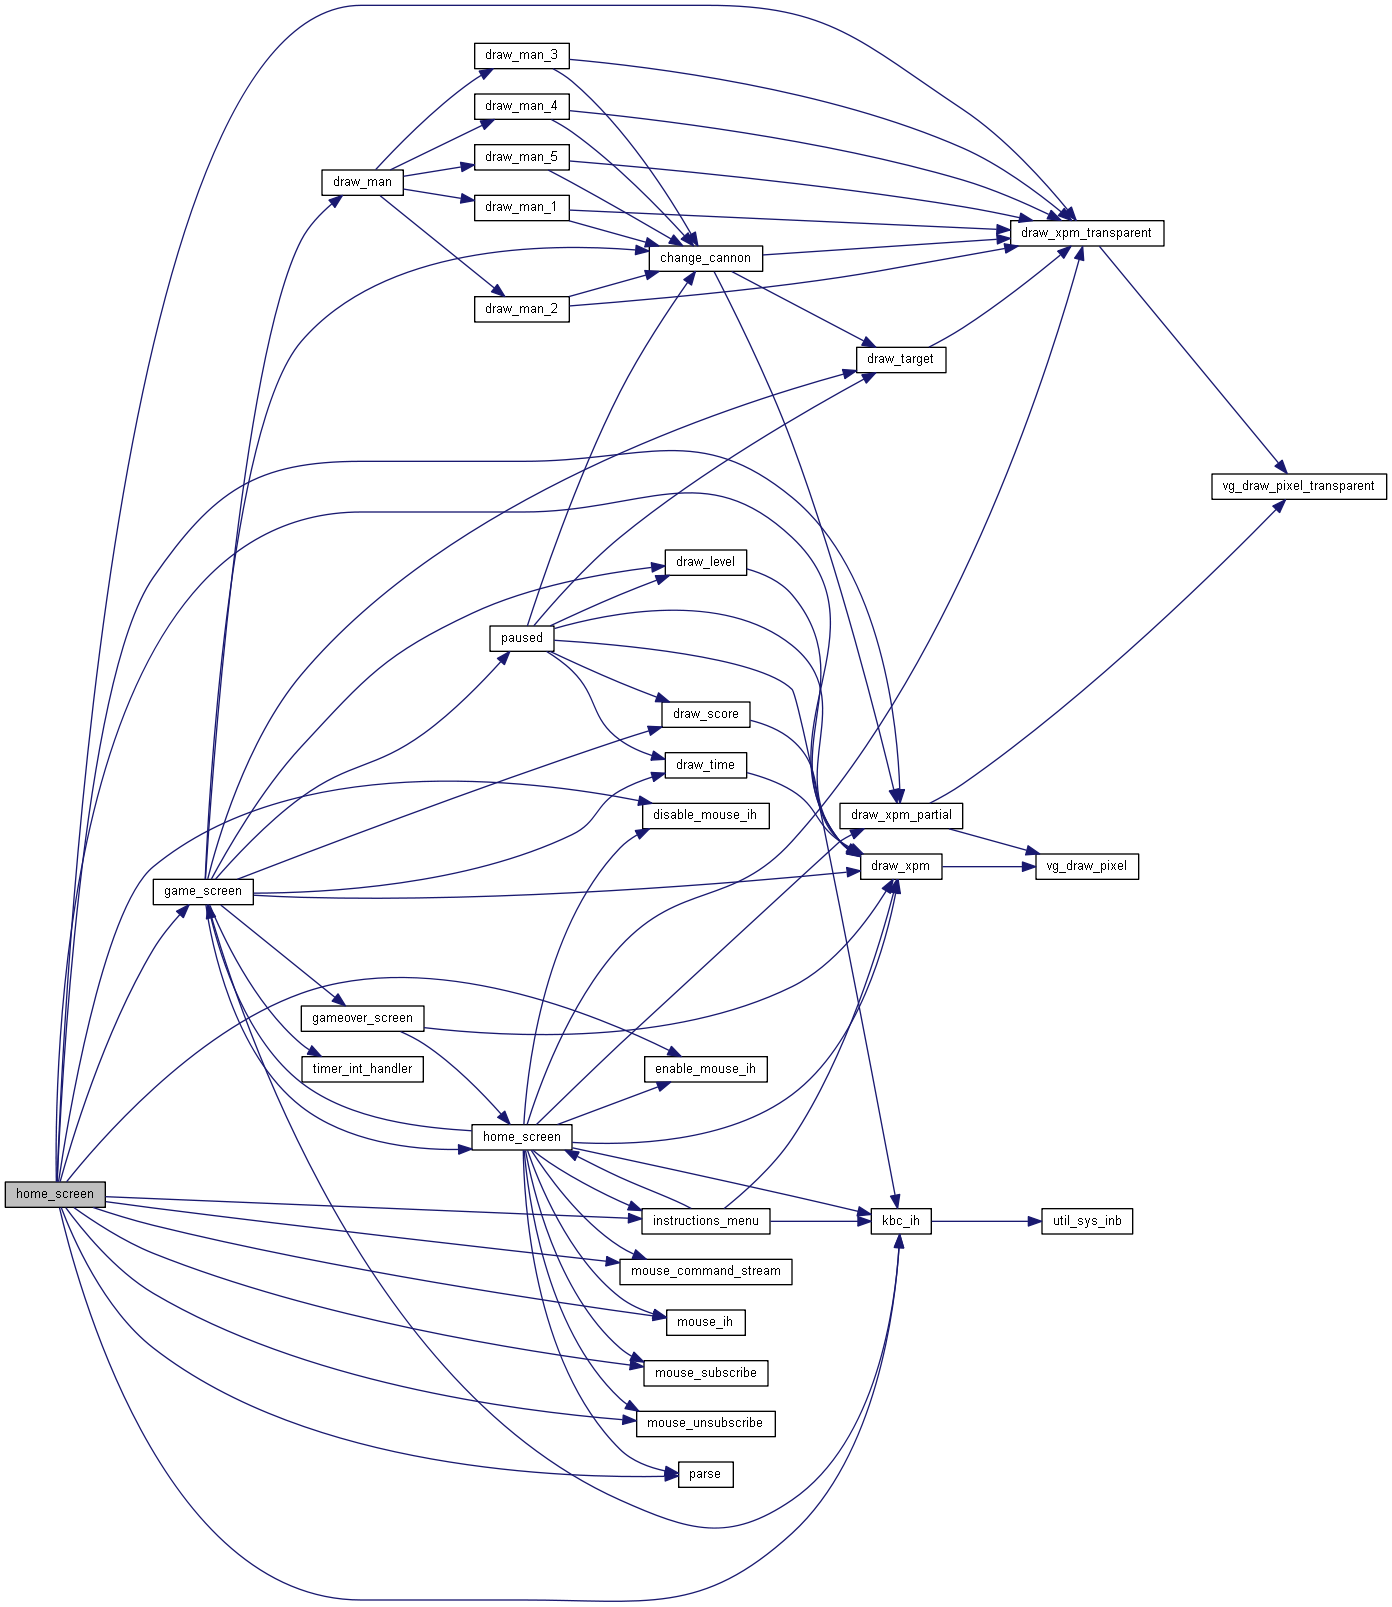 draw_man_3
draw_man_4
draw_man_5
draw_man
draw_man_1
draw_xpm_transparent
change_cannon
draw_man_2
draw_target
vg_draw_pixel_transparent
draw_level
paused
draw_score
draw_time
disable_mouse_ih
draw_xpm_partial
draw_xpm
vg_draw_pixel
game_screen
gameover_screen
timer_int_handler
enable_mouse_ih
home_screen
home_screen
instructions_menu
kbc_ih
util_sys_inb
mouse_command_stream
mouse_ih
mouse_subscribe
mouse_unsubscribe
parse